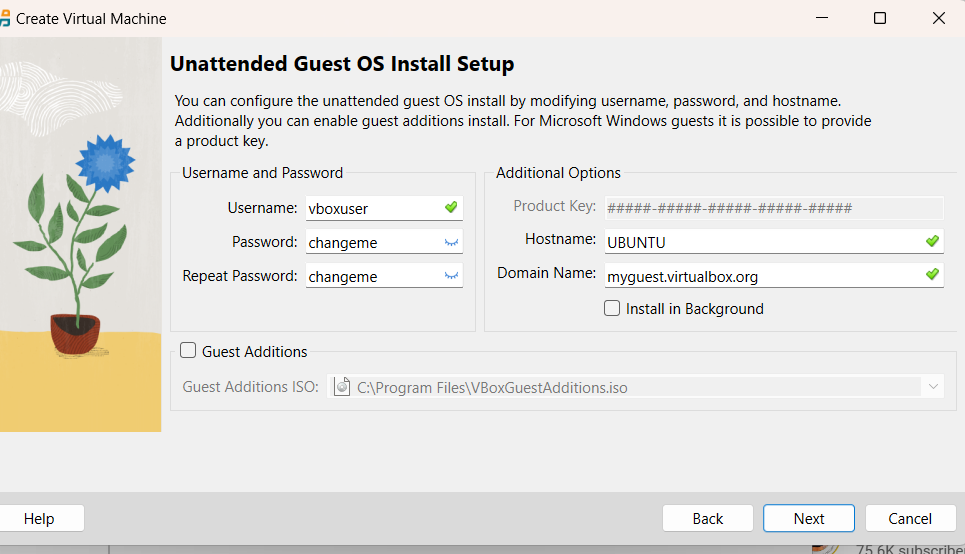 Create Virtual Machine
Unattended Guest OS Install Setup
You can configure the unattended guest OS install by modifying username, password, and hostname.
Additionally you can enable guest additions install. For Microsoft Windows guests it is possible to provide
a product key.
Username and Password
Username: vboxuser
Password: changeme
Repeat Password: changeme
Additional Options
Product Key: #####-#####-#####-#####-#####
Hostname: UBUNTU
Domain Name: myguest.virtualbox.org
Install in Background
Guest Additions
Guest Additions ISO: C:\Program Files\VBoxGuestAdditions.iso
Help
Back
Next
Cancel
75.6K subscribe